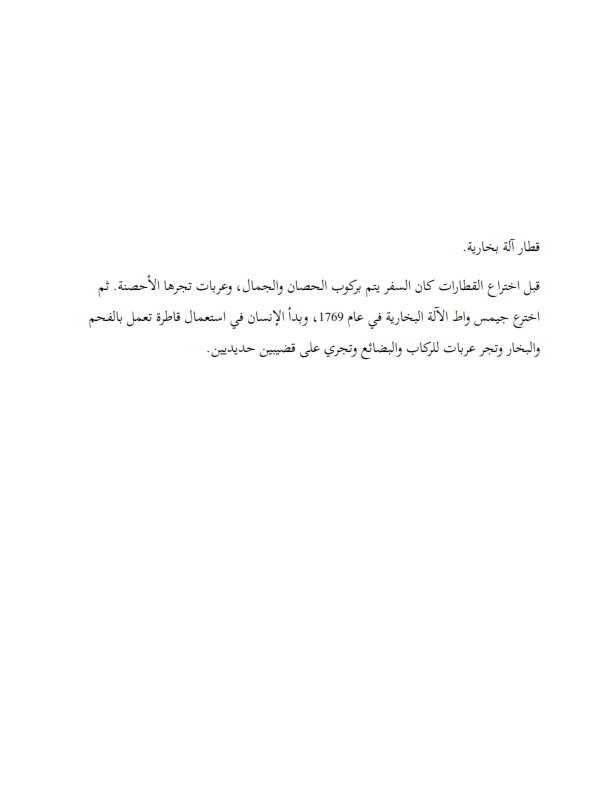 قطار آلة بخارية.
قبل اختراع القطارات كان السفر يتم بركوب الحصان والجمال، وعربات تجرها الأحصنة. ثم
اخترع جيمس واط الآلة البخارية في عام 1769، وبدأ الإنسان في استعمال قاطرة تعمل بالفحم
والبخار وتجر عربات للركاب والبضائع وتجري على قضيبين حديديين.